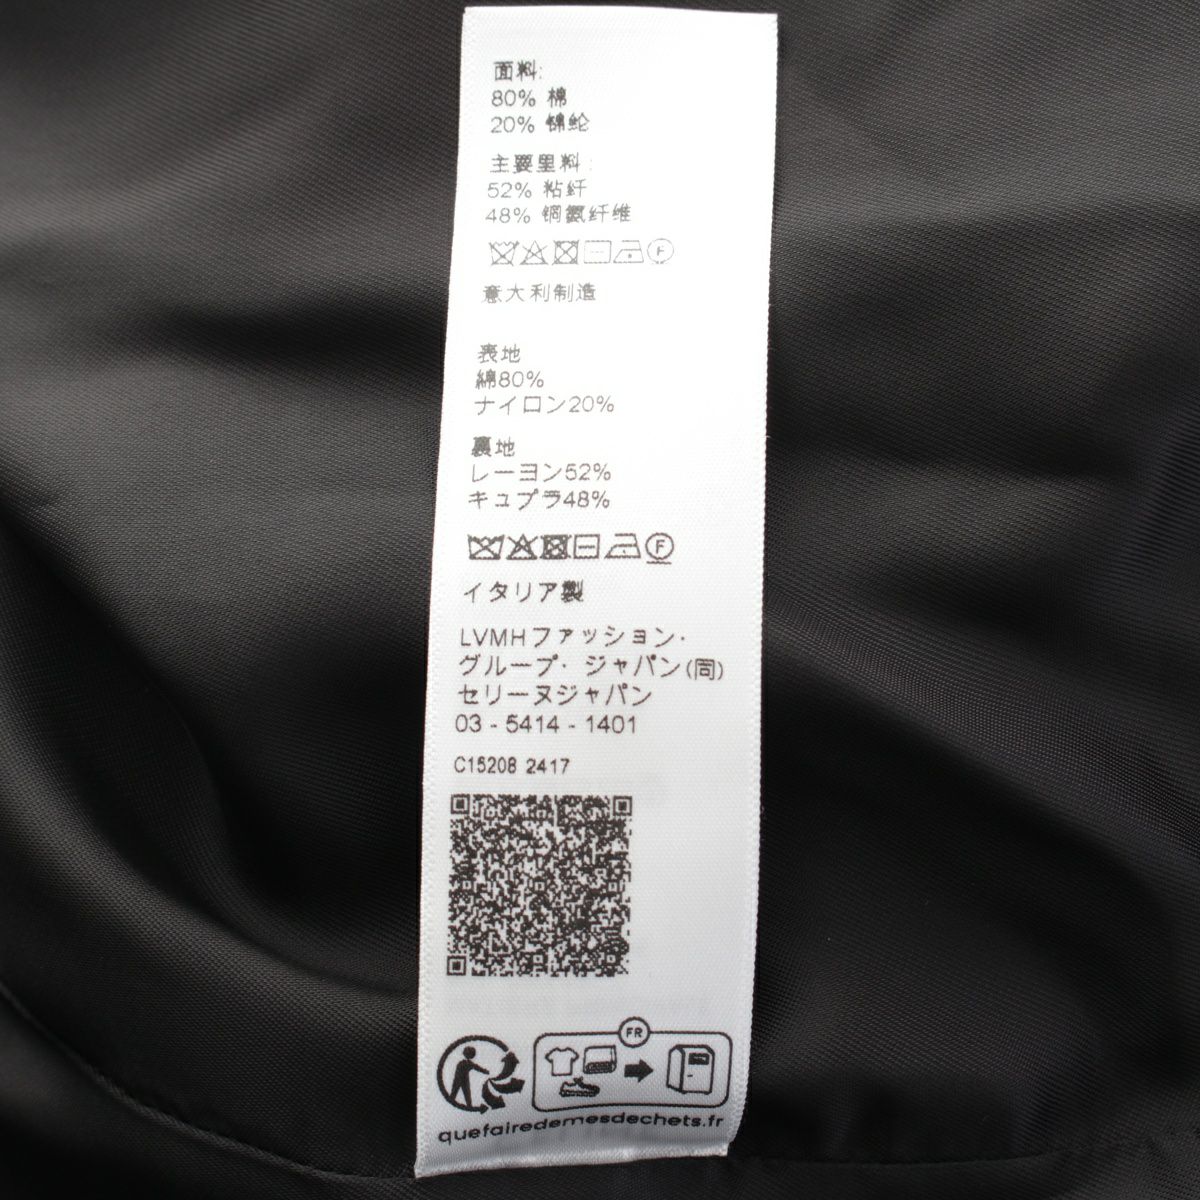 面料:
80% 棉
20% 锦纶
主要里料:
52% 粘纤
48% 铜氨纤维
F
意大利制造
表地
綿80%
ナイロン20%
裏地
レーヨン52%
キュプラ48%
F
イタリア製
LVMHファッション・
グループ・ジャパン(同)
セリーヌジャパン
03 - 5414 - 1401
C15208 2417
FR
quefairedemesdechets.fr